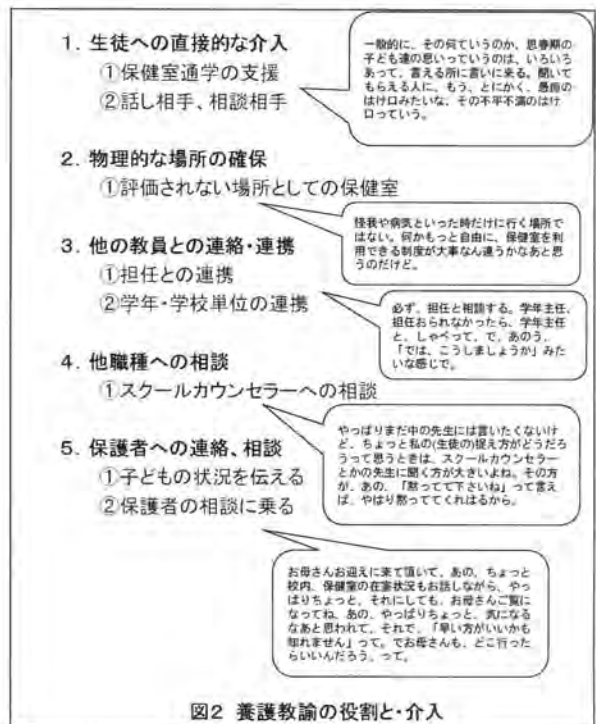 1．生徒への直接的な介入
①保健室通学の支援
②話し相手、相談相手
一般的に、その何ていうのか、思春期の
子ども達の思いっていうのは、いろいろ
あって、言える所に言いに来る。聞いて
もらえる人に、もう、とにかく、愚痴の
はけ口みたいな、その不平不満のはけ
口っていう。
2．物理的な場所の確保
①評価されない場所としての保健室
怪我や病気といった時だけに行く場所で
はない。何かもっと自由に、保健室を利
用できる制度が大事なん違うかなあと思
うのだけど。
3．他の教員との連絡・連携
①担任との連携
②学年・学校単位の連携
必ず、担任と相談する。学年主任、
担任おられなかったら、学年主任
と、しゃべって、で、あのう、
「では、こうしましょうか」みた
いな感じで。
4．他職種への相談
①スクールカウンセラーへの相談
やっぱりまだ中の先生には言いたくないけ
ど、ちょっと私の(生徒の)捉え方がどうだろ
うって思うときは、スクールカウンセラー
とかの先生に聞く方が大きいよね。その方
が、あの、「黙ってて下さいね」って言え
ば、やはり黙っててくれはるから。
5．保護者への連絡、相談
①子どもの状況を伝える
②保護者の相談に乗る
お母さんお迎えに来て頂いて、あの、ちょっと
校内、保健室の在室状況もお話しながら、やっ
ぱりちょっと、それにしても、お母さんご覧に
なってね、あの、やっぱりちょっと、気になる
なあと思われて、それで、「早い方がいいかも
知れません」って。でお母さんも、どこ行った
らいいんだろう、って。
図2 養護教諭の役割と・介入